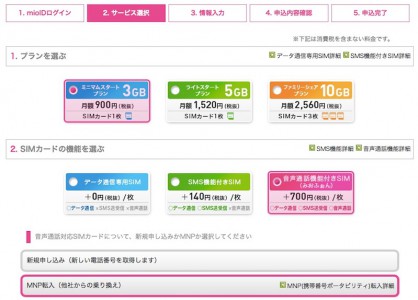 1. mioIDログイン
2. サービス選択
3. 情報入力
4. 申込内容確認
5. 申込完了
※下記は消費税を含まない料金です。
1. プランを選ぶ
データ通信専用SIM詳細 SMS機能付きSIM詳細
ミニマムスタートプラン 3GB
月額900円(税抜)
SIMカード1枚
ライトスタートプラン 5GB
月額1,520円(税抜)
SIMカード1枚
ファミリーシェアプラン 10GB
月額2,560円(税抜)
SIMカード3枚
2. SIMカードの機能を選ぶ
SMS機能詳細 音声通話機能詳細
データ通信専用SIM
+0円(税抜)/枚
○データ通信 ×SMS送受信 ×音声通話
SMS機能付きSIM
+140円(税抜)/枚
○データ通信 ○SMS送受信 ×音声通話
音声通話機能付きSIM
(みおふぉん)
+700円(税抜)/枚
○データ通信 ○SMS送受信 ○音声通話
音声通話対応SIMカードについて、新規申し込みかMNPか選択してください
新規申し込み（新しい電話番号を取得します）
MNP転入（他社からの乗り換え）
MNP(携帯番号ポータビリティ)転入詳細